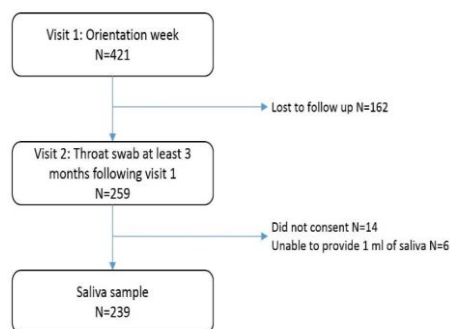 Visit 1: Orientation week
N=421
Lost to follow up N=162
Visit 2: Throat swab at least 3
months following visit 1
N=259
Did not consent N=14
Unable to provide 1 ml of saliva N=6
Saliva sample
N=239